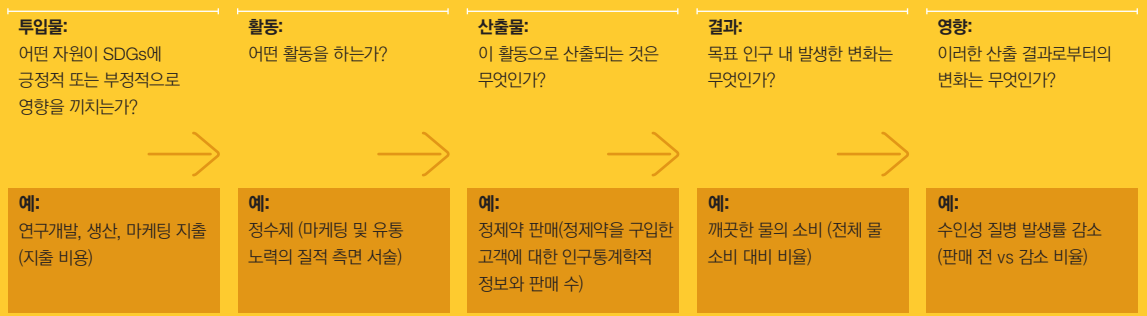 투입물:
어떤 자원이 SDGs에
긍정적 또는 부정적으로
영향을 끼치는가?
활동:
어떤 활동을 하는가?
산출물:
이 활동으로 산출되는 것은
무엇인가?
결과:
목표 인구 내 발생한 변화는
무엇인가?
영향:
이러한 산출 결과로부터의
변화는 무엇인가?
예:
연구개발, 생산, 마케팅 지출
(지출 비용)
예:
정수제 (마케팅 및 유통
노력의 질적 측면 서술)
예:
정제약 판매(정제약을 구입한
고객에 대한 인구통계학적
정보와 판매 수)
예:
깨끗한 물의 소비 (전체 물
소비 대비 비율)
예:
수인성 질병 발생률 감소
(판매 전 vs 감소 비율)